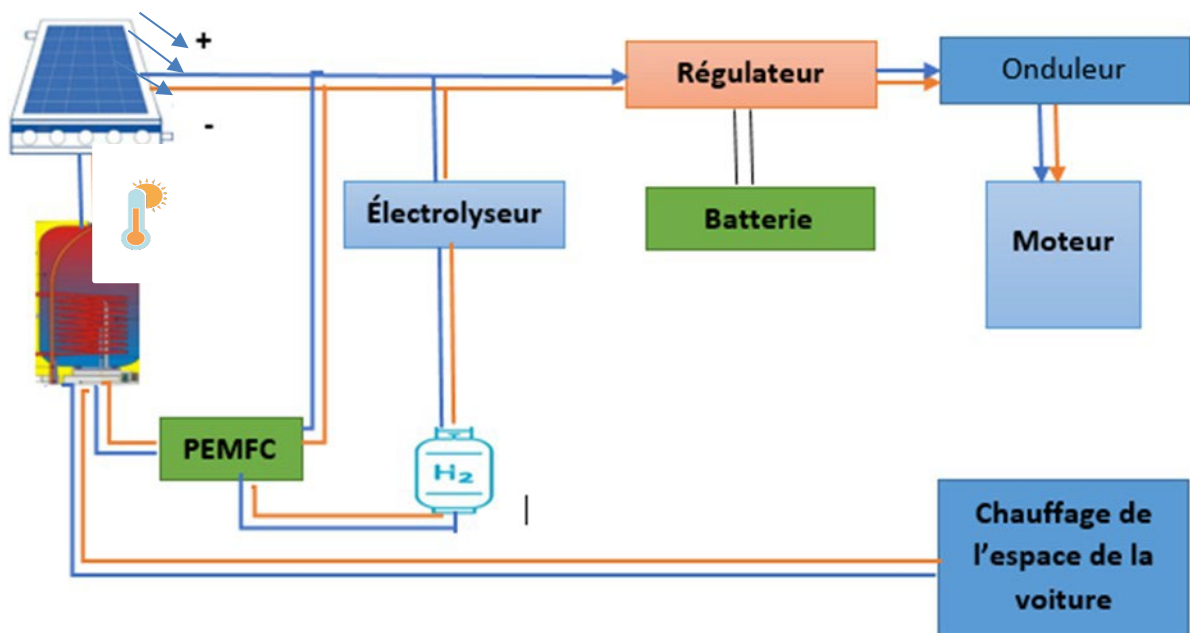 +
-
Régulateur
Onduleur
Électrolyseur
Batterie
Moteur
PEMFC
H₂
Chauffage de
l’espace de la
voiture